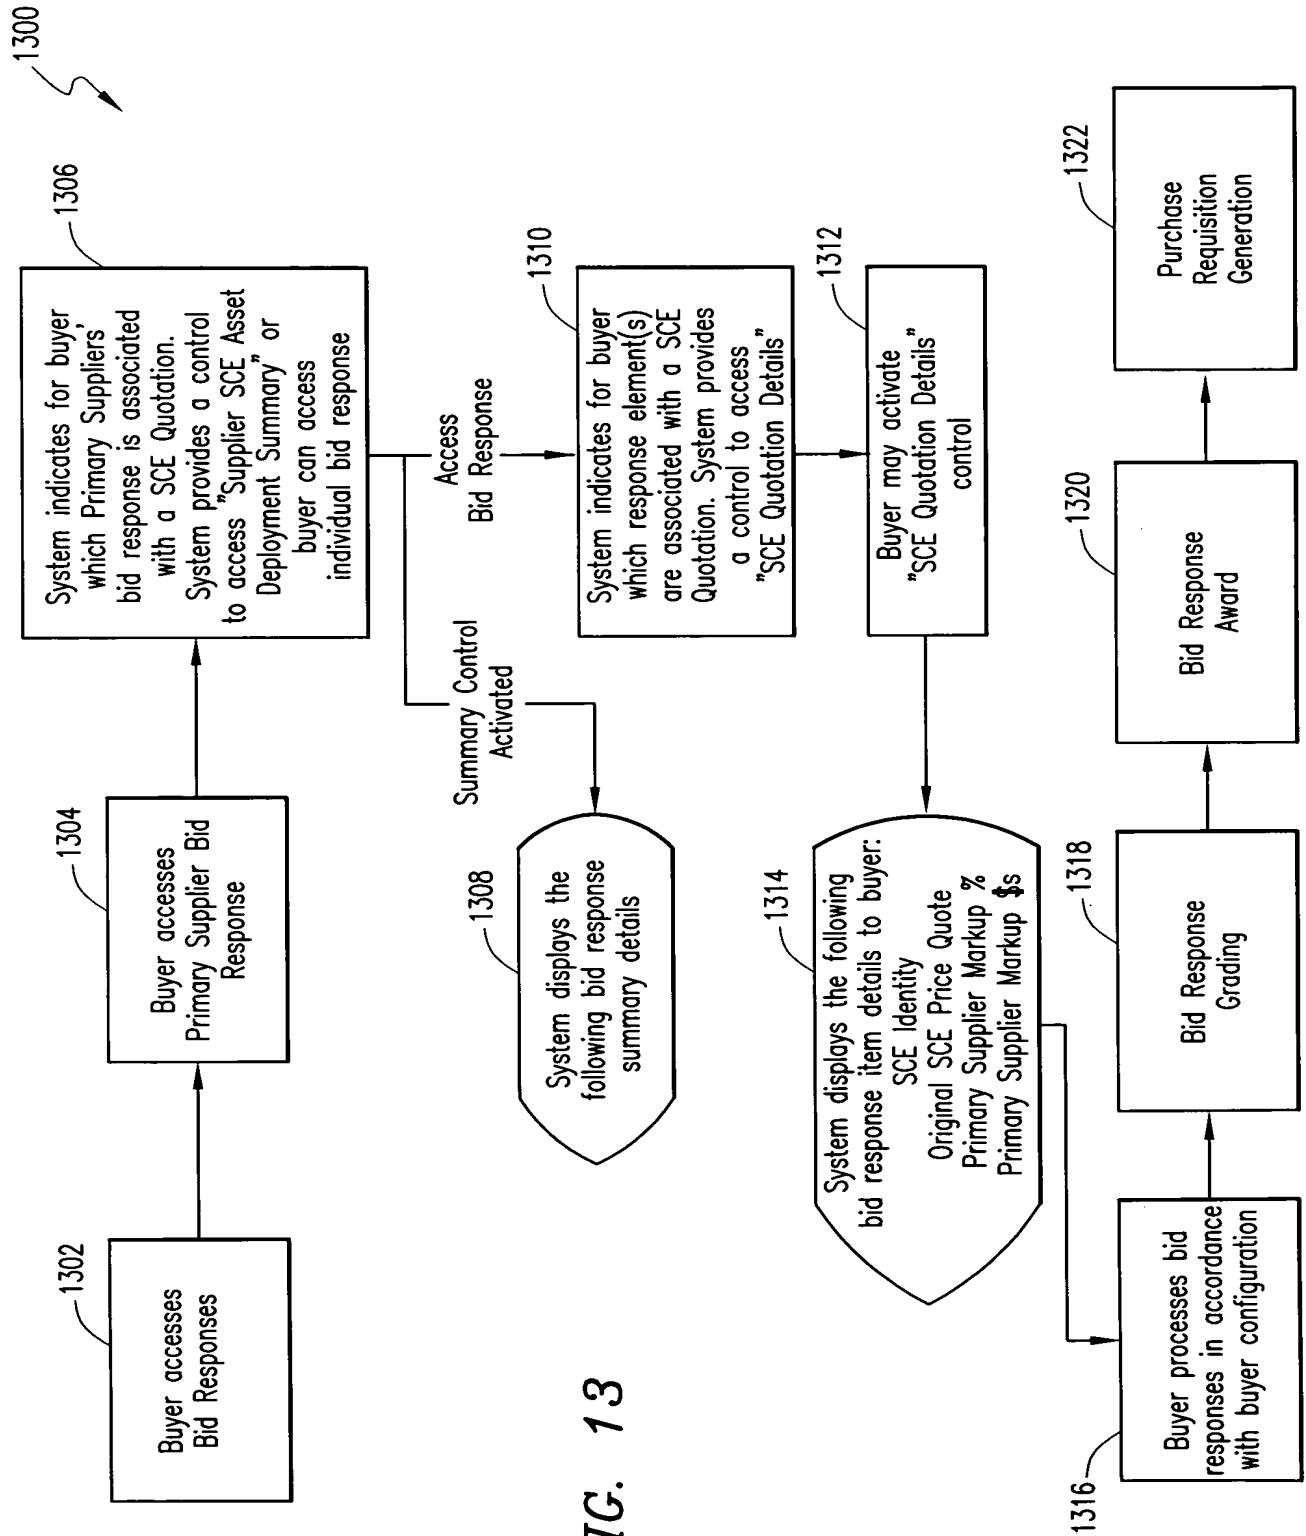 1300
1302
Buyer accesses
Bid Responses
1304
Buyer accesses
Primary Supplier Bid
Response
1306
System indicates for buyer,
which Primary Suppliers'
bid response is associated
with a SCE Quotation.
System provides a control
to access "Supplier SCE Asset
Deployment Summary" or
buyer can access
individual bid response
Summary Control
Activated
Access
Bid Response
1308
System displays the
following bid response
summary details
1310
System indicates for buyer
which response element(s)
are associated with a SCE
Quotation. System provides
a control to access
"SCE Quotation Details"
1312
Buyer may activate
"SCE Quotation Details"
control
1314
System displays the following
bid response item details to buyer:
SCE Identity
Original SCE Price Quote
Primary Supplier Markup %
Primary Supplier Markup $s
1316
Buyer processes bid
responses in accordance
with buyer configuration
1318
Bid Response
Grading
1320
Bid Response
Award
1322
Purchase
Requisition
Generation
IG. 13